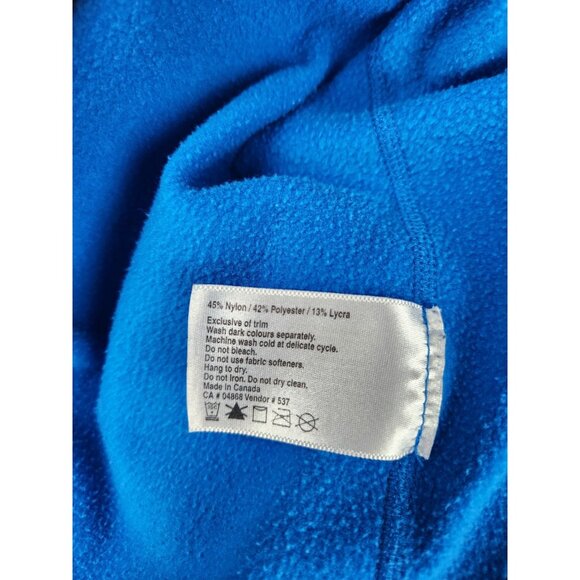 45% Nylon / 42% Polyester / 13% Lycra
Exclusive of trim
Wash dark colours separately.
Machine wash cold at delicate cycle.
Do not bleach.
Do not use fabric softeners.
Hang to dry.
Do not Iron. Do not dry clean.
Made in Canada
CA # 04868 Vendor # 537